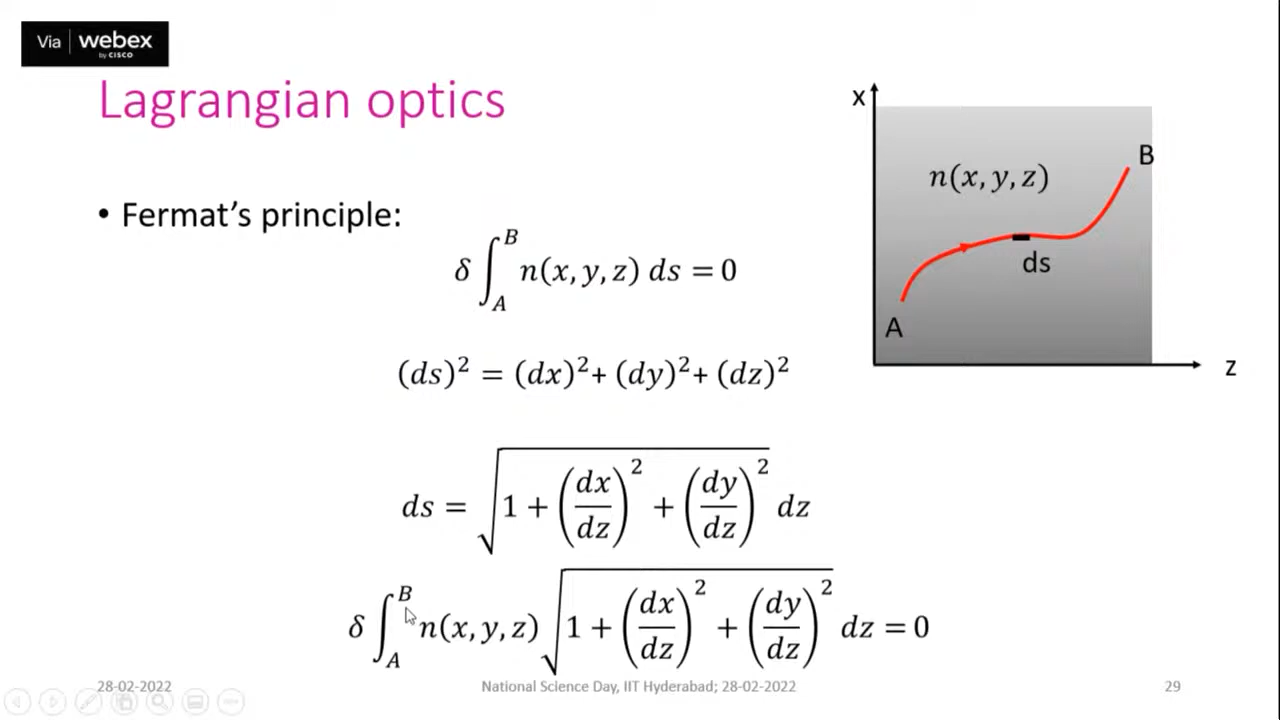 Via | webex
by CISCO
Lagrangian optics
• Fermat's principle:
δ ∫_A^B n(x, y, z) ds = 0
(ds)² = (dx)²+ (dy)²+ (dz)²
ds = √(1 + (dx/dz)² + (dy/dz)²) dz
δ ∫_A^B n(x, y, z) √(1 + (dx/dz)² + (dy/dz)²) dz = 0
x
B
n(x, y, z)
ds
A
z
28-02-2022
National Science Day, IIT Hyderabad; 28-02-2022
29